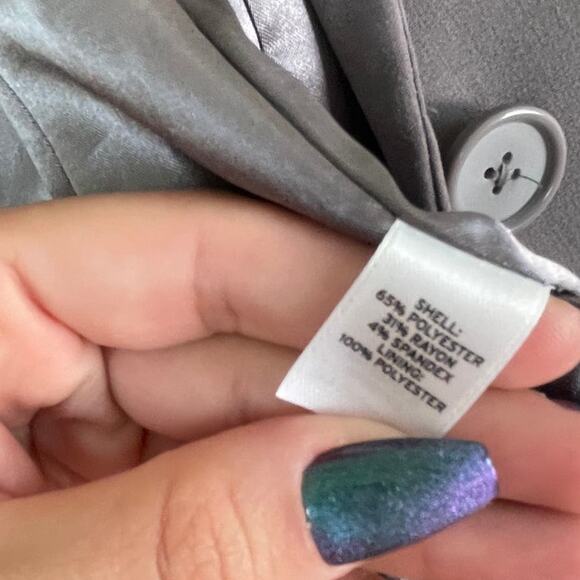 SHELL:
65% POLYESTER
31% RAYON
4% SPANDEX
LINING:
100% POLYESTER